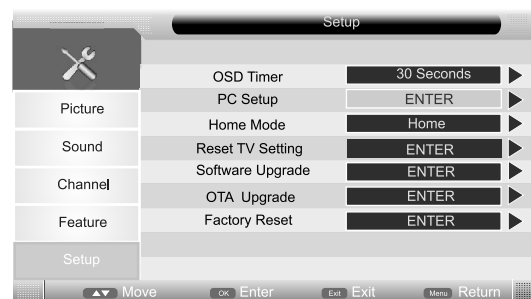 Setup
OSD Timer 30 Seconds
PC Setup ENTER
Home Mode Home
Reset TV Setting ENTER
Software Upgrade ENTER
OTA Upgrade ENTER
Factory Reset ENTER
Picture
Sound
Channel
Feature
Setup
Move OK Enter Exit Exit Menu Return